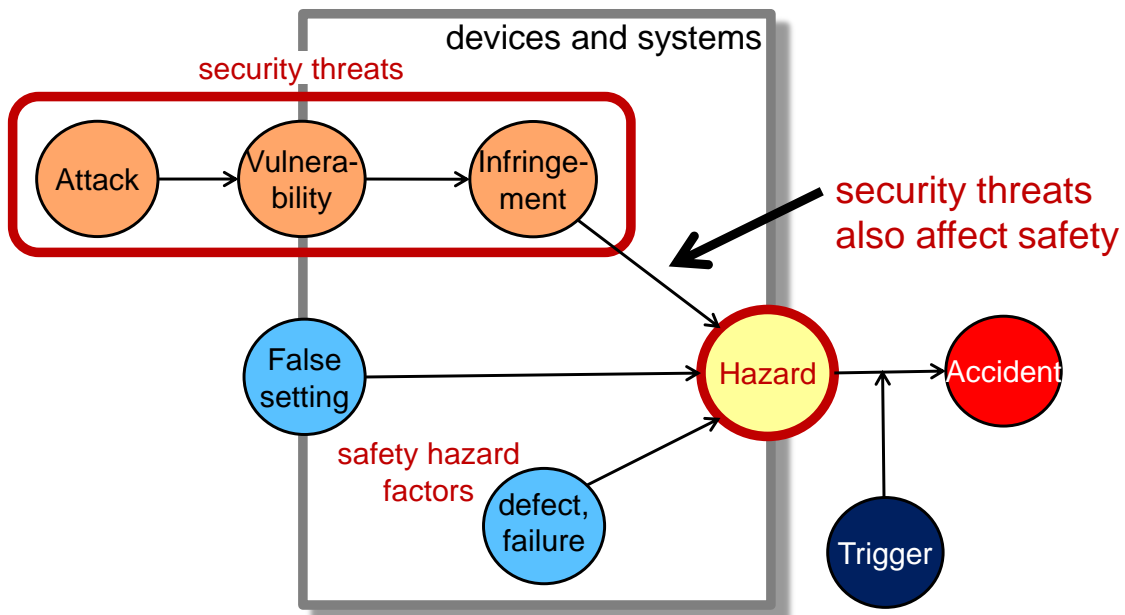 devices and systems
security threats
Attack
Vulnera-
bility
Infringe-
ment
security threats
also affect safety
False
setting
Hazard
Accident
safety hazard
factors
defect,
failure
Trigger